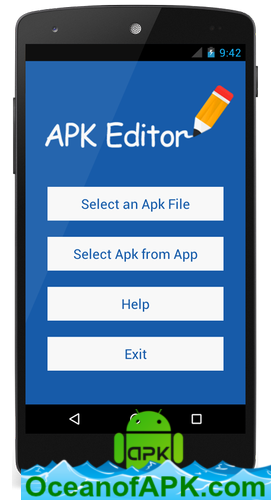 9:42
APK Editor
Select an Apk File
Select Apk from App
Help
Exit
apk
OceanofAPK.com